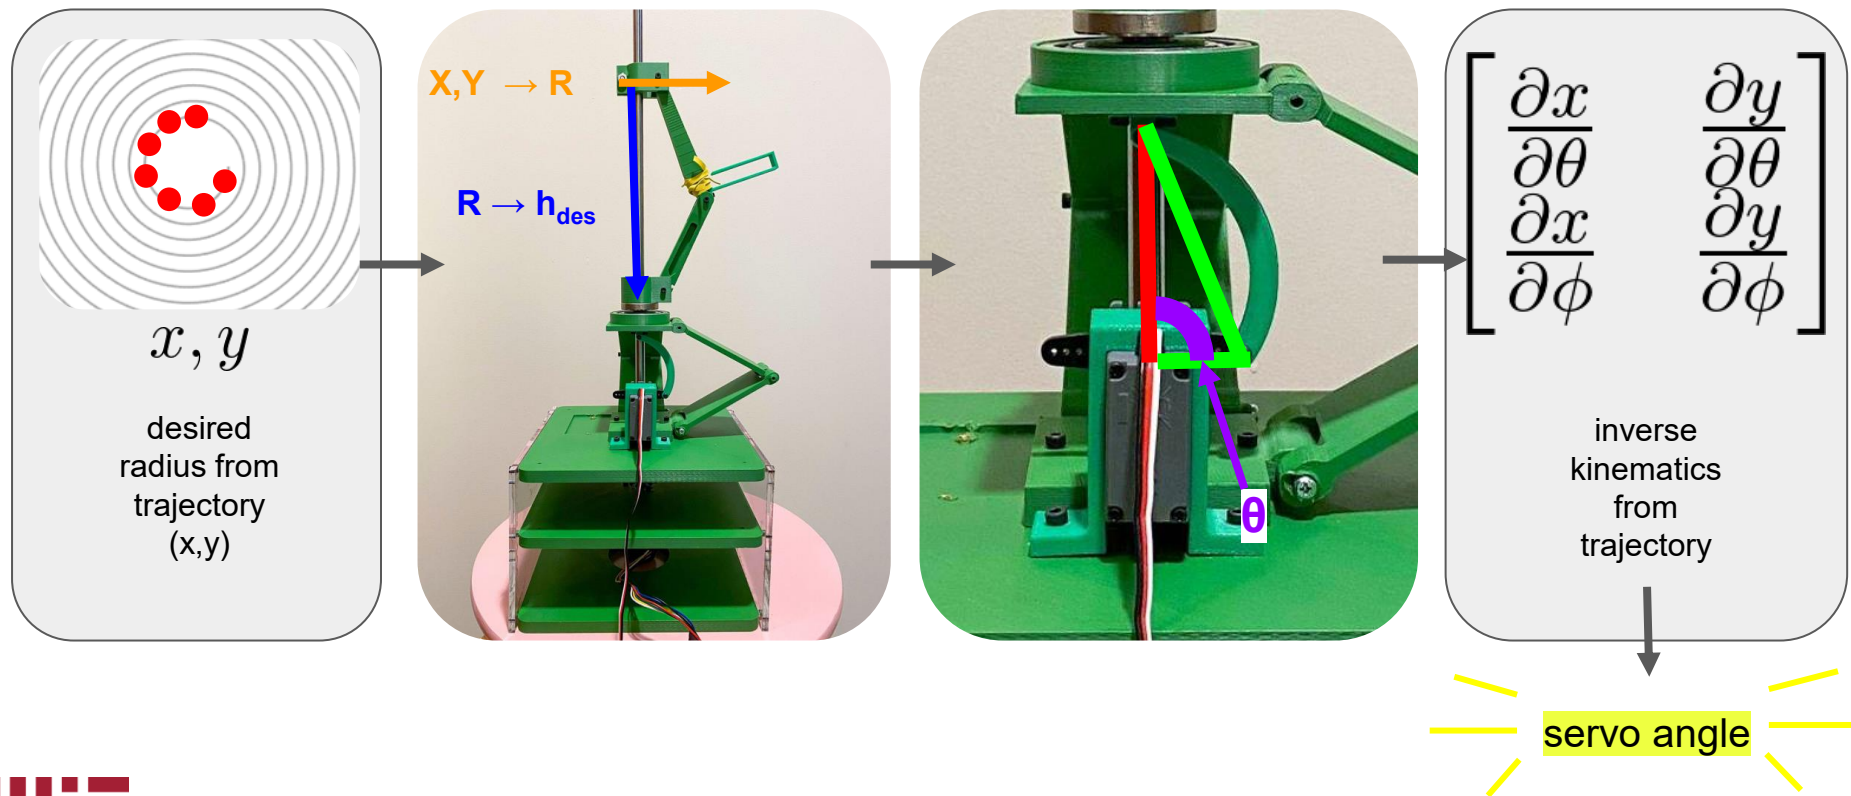 x, y
desired
radius from
trajectory
(x,y)
X,Y → R
R → h_des
θ
∂x/∂θ ∂y/∂θ
∂x/∂ϕ ∂y/∂ϕ
inverse
kinematics
from
trajectory
servo angle